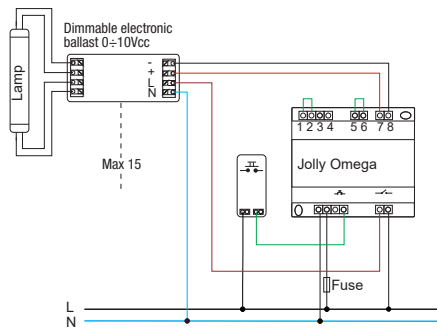 Dimmable electronic
ballast 0÷10Vcc
Lamp
-
+
L
N
Max 15
1 2 3 4 5 6 7 8
Jolly Omega
Fuse
L
N